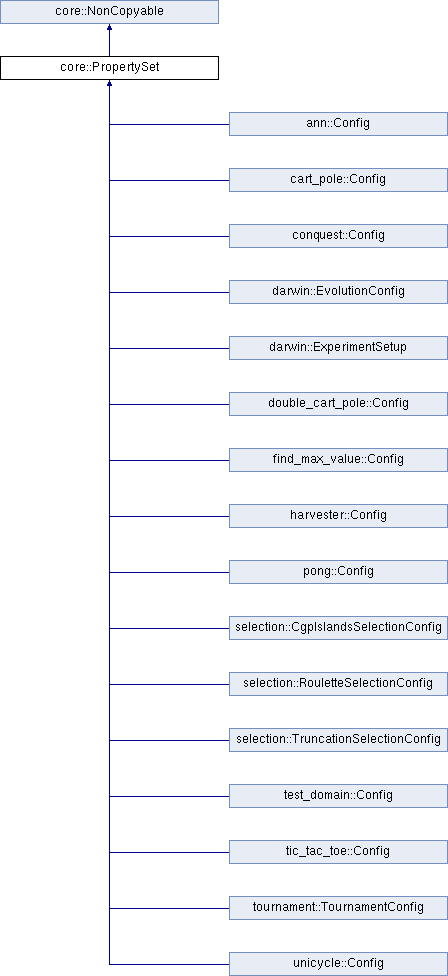 core::NonCopyable
core::PropertySet
ann::Config
cart_pole::Config
conquest::Config
darwin::EvolutionConfig
darwin::ExperimentSetup
double_cart_pole::Config
find_max_value::Config
harvester::Config
pong::Config
selection::CgpIslandsSelectionConfig
selection::RouletteSelectionConfig
selection::TruncationSelectionConfig
test_domain::Config
tic_tac_toe::Config
tournament::TournamentConfig
unicycle::Config